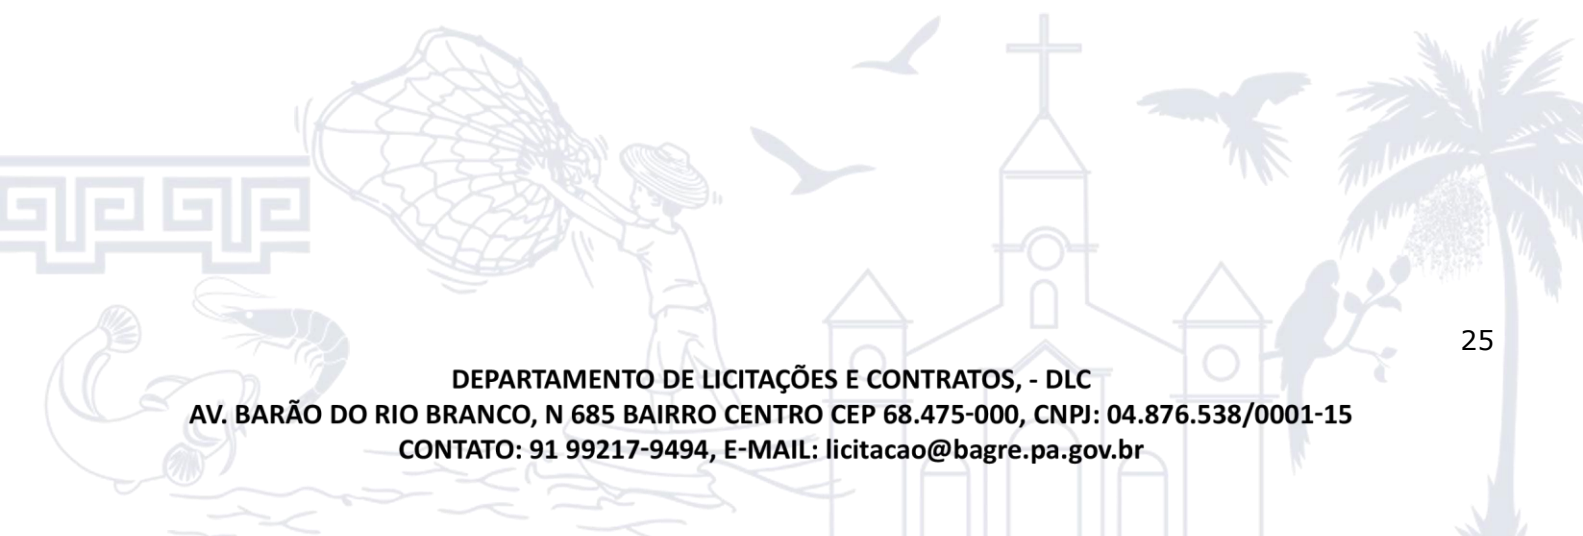 25
DEPARTAMENTO DE LICITAÇÕES E CONTRATOS, - DLC
AV. BARÃO DO RIO BRANCO, N 685 BAIRRO CENTRO CEP 68.475-000, CNPJ: 04.876.538/0001-15
CONTATO: 91 99217-9494, E-MAIL: licitacao@bagre.pa.gov.br